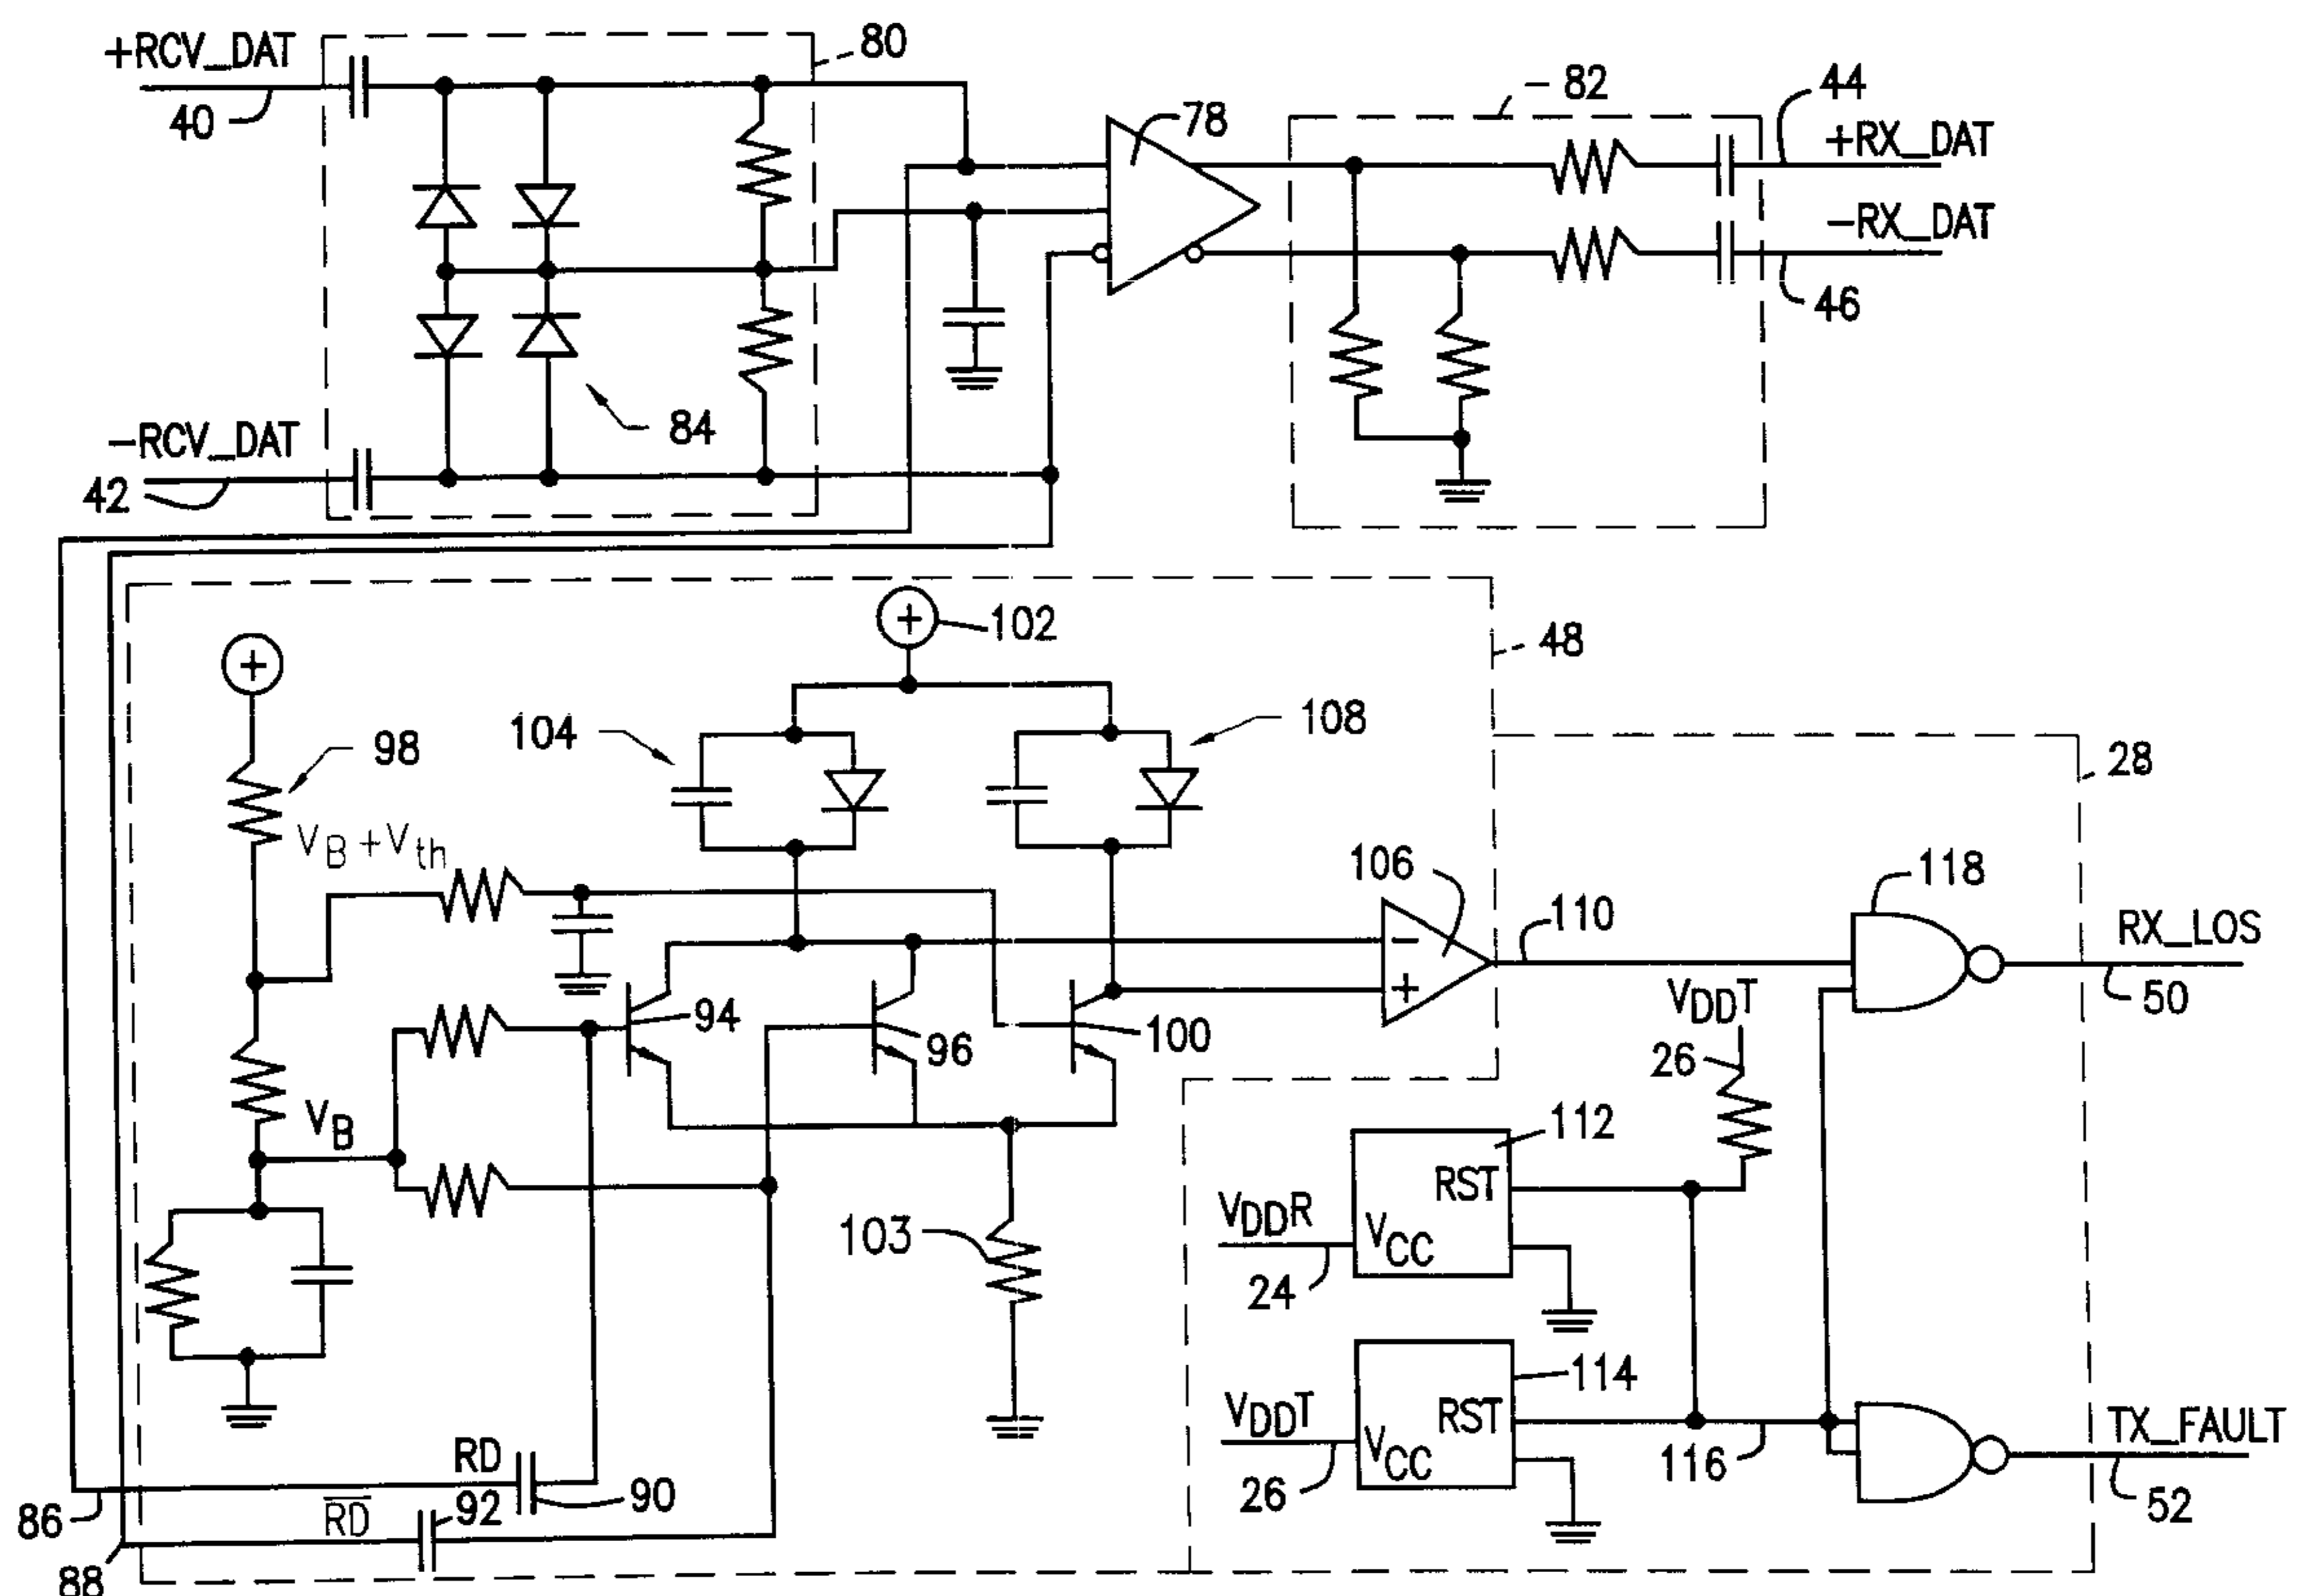 +RCV_DAT
80
40
78
82
44
+RX_DAT
-RX_DAT
46
84
-RCV_DAT
42
+
102
48
+
98
104
108
28
VB+Vth
106
118
110
RX_LOS
-
+
50
94
96
100
VDDT
26
VB
112
RST
VDDR
VCC
24
103
114
RST
VDDT
VCC
26
116
TX_FAULT
52
RD
90
86
RD
92
88